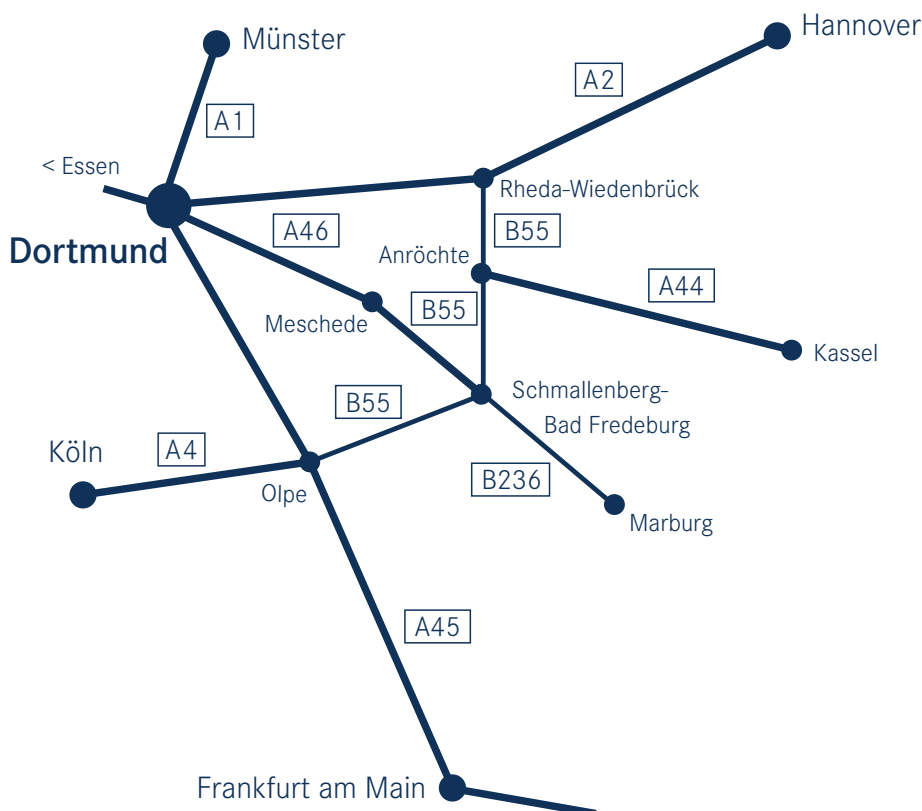 Hannover
Münster
A2
A1
< Essen
Rheda-Wiedenbrück
A46
B55
Dortmund
Anröchte
A44
B55
Meschede
Kassel
Schmallenberg-
Bad Fredeburg
B55
Köln
A4
B236
Olpe
Marburg
A45
Frankfurt am Main